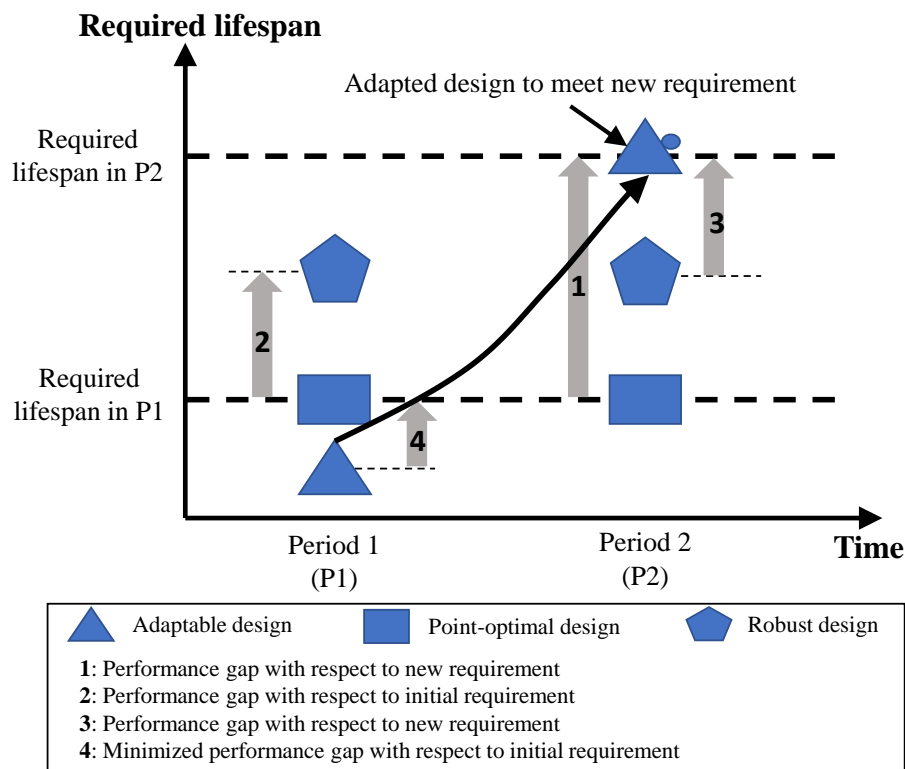 Required lifespan
Adapted design to meet new requirement
Required
lifespan in P2
3
1
2
Required
lifespan in P1
4
Period 1
(P1)
Period 2
(P2)
Time
Adaptable design
Point-optimal design
Robust design
1: Performance gap with respect to new requirement
2: Performance gap with respect to initial requirement
3: Performance gap with respect to new requirement
4: Minimized performance gap with respect to initial requirement